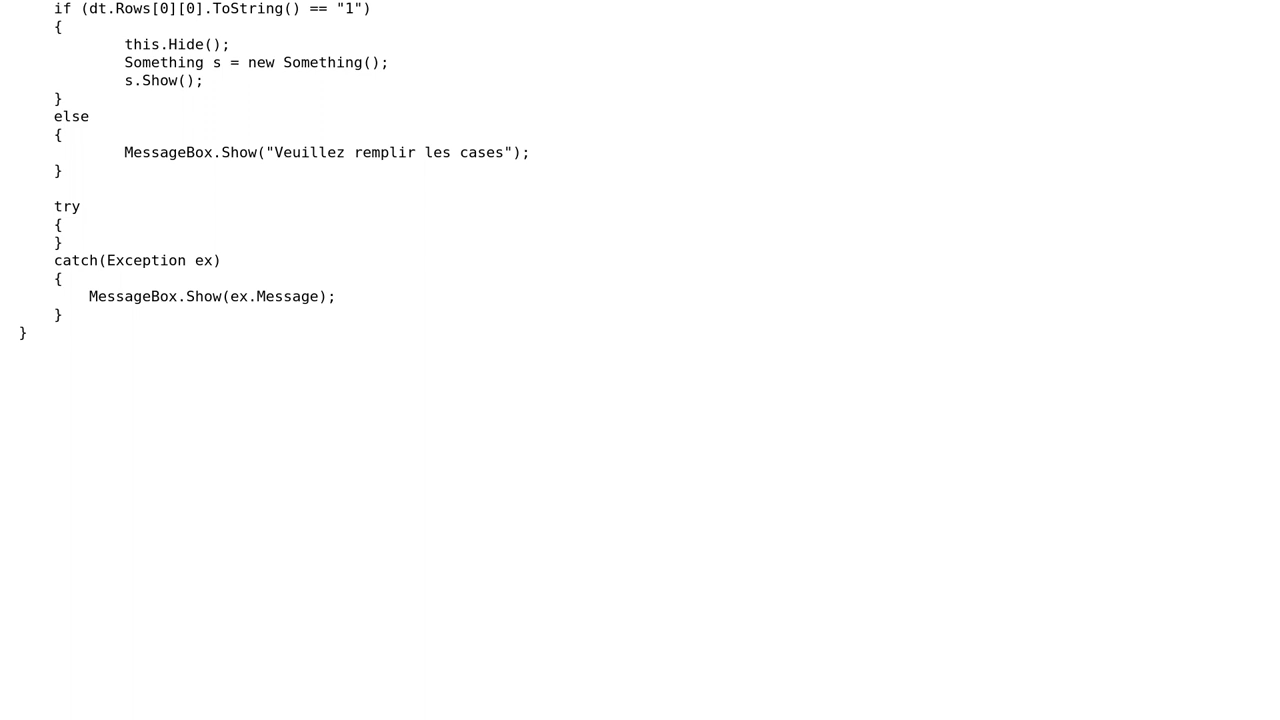 if (dt.Rows[0][0].ToString() == "1")
{
this.Hide();
Something s = new Something();
s.Show();
}
else
{
MessageBox.Show("Veuillez remplir les cases");
}
try
{
}
catch(Exception ex)
{
MessageBox.Show(ex.Message);
}
}